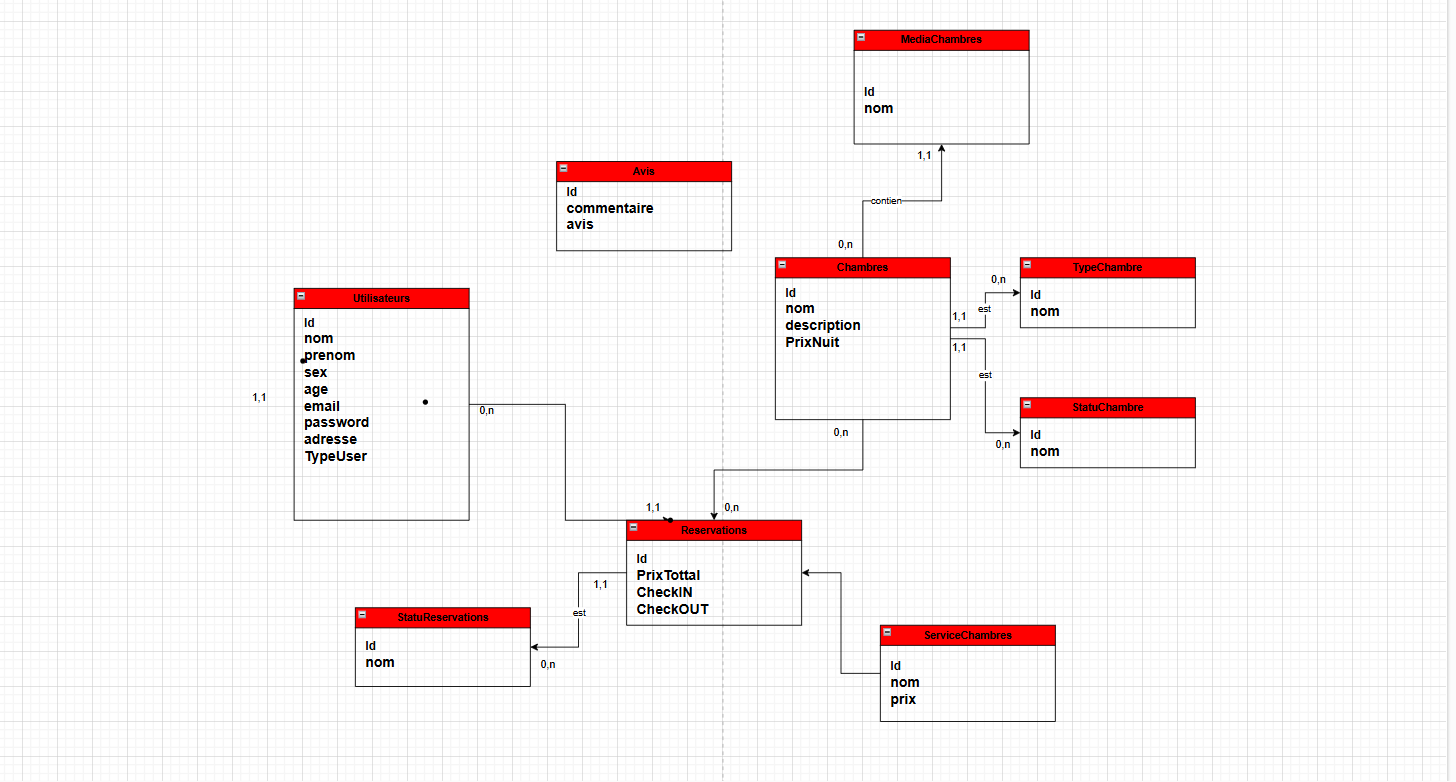 MediaChambres
Id
nom
1,1
contien
0,n
Avis
Id
commentaire
avis
Chambres
Id
nom
description
PrixNuit
0,n
1,1
est
TypeChambre
Id
nom
1,1
est
0,n
StatuChambre
Id
nom
Utilisateurs
Id
nom
prenom
sex
age
email
password
adresse
TypeUser
1,1
0,n
0,n
1,1
0,n
Reservations
Id
PrixTottal
CheckIN
CheckOUT
1,1
est
0,n
StatuReservations
Id
nom
ServiceChambres
Id
nom
prix